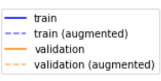 train
train (augmented)
validation
validation (augmented)